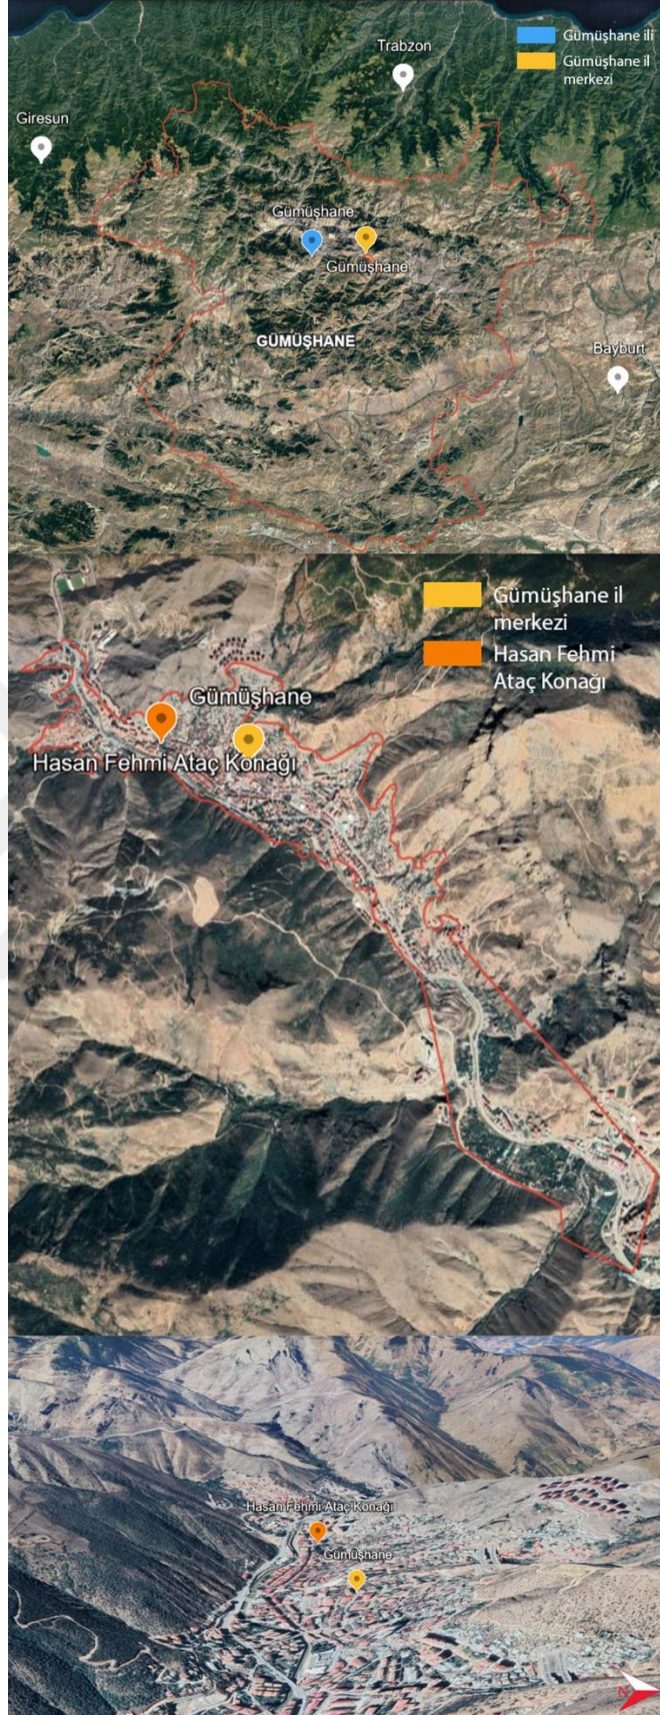 Trabzon
Gümüşhane ili
Gümüşhane il
merkezi
Giresun
Gümüşhane
Gümüşhane
GÜMÜŞHANE
Bayburt
Gümüşhane il
merkezi
Hasan Fehmi
Ataç Konağı
Gümüşhane
Hasan Fehmi Ataç Konağı
Hasan Fehmi Ataç Konağı
Gümüşhane
N